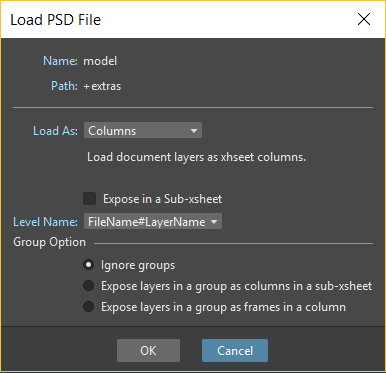 Load PSD File
Name: model
Path: +extras
Load As: Columns
Load document layers as xhseet columns.
Expose in a Sub-xsheet
Level Name: FileName#LayerName
Group Option
Ignore groups
Expose layers in a group as columns in a sub-xsheet
Expose layers in a group as frames in a column
OK Cancel